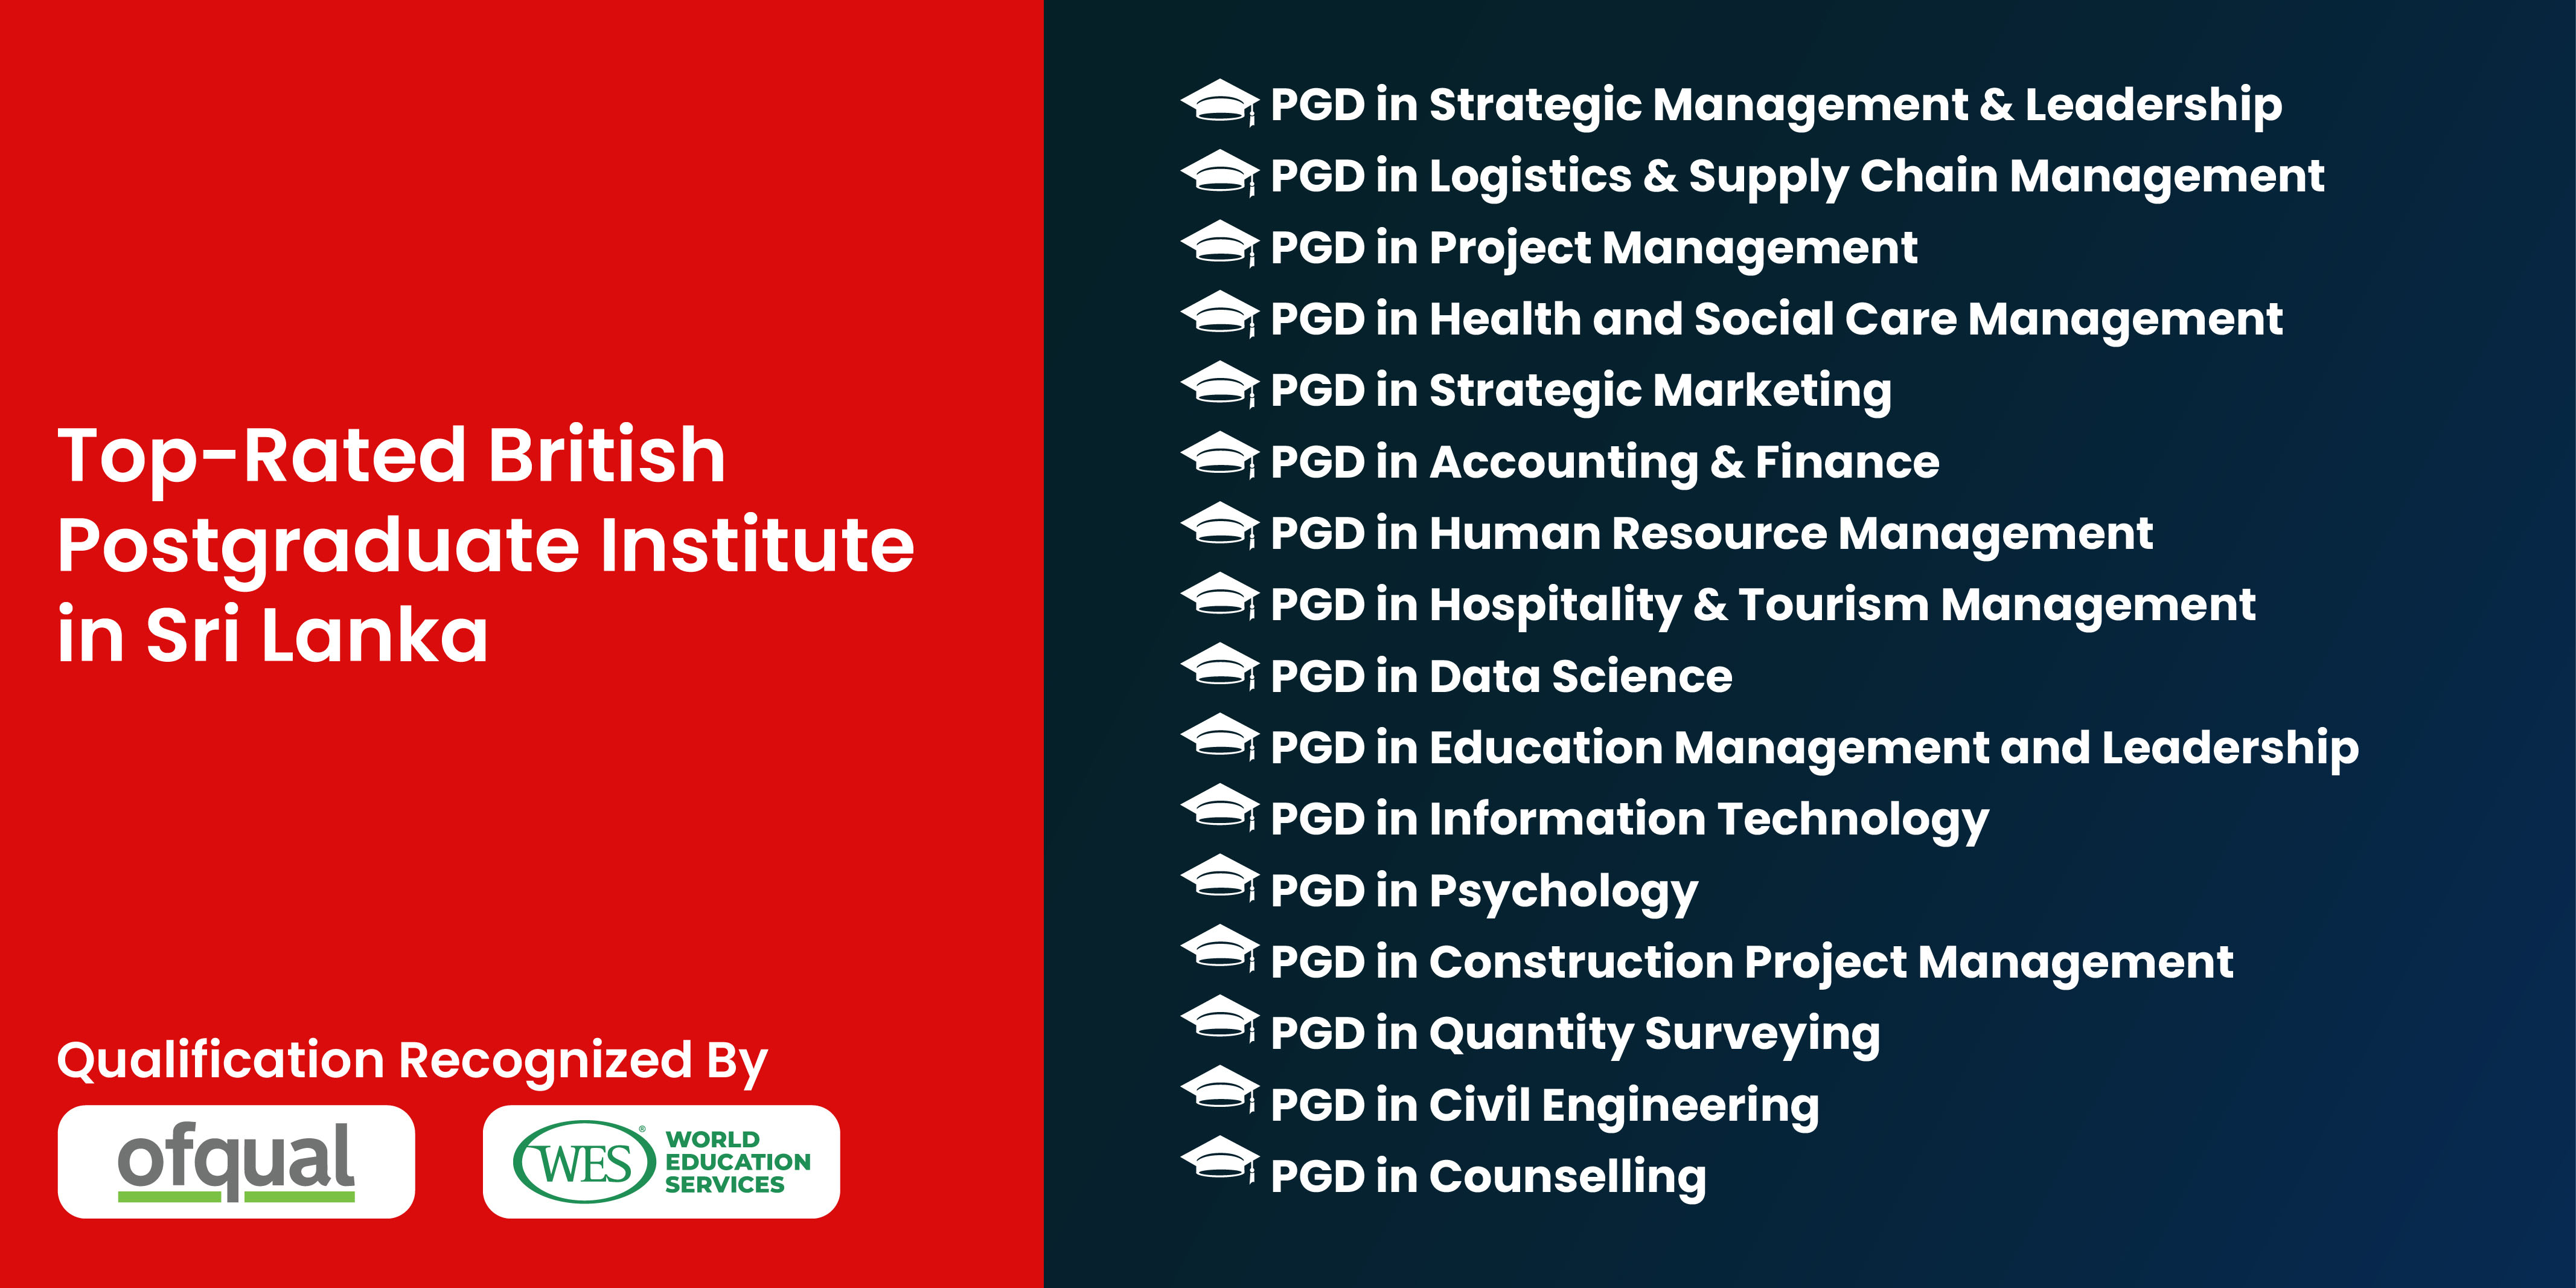 Top-Rated British
Postgraduate Institute
in Sri Lanka
Qualification Recognized By
ofqual
WES®
WORLD
EDUCATION
SERVICES
PGD in Strategic Management & Leadership
PGD in Logistics & Supply Chain Management
PGD in Project Management
PGD in Health and Social Care Management
PGD in Strategic Marketing
PGD in Accounting & Finance
PGD in Human Resource Management
PGD in Hospitality & Tourism Management
PGD in Data Science
PGD in Education Management and Leadership
PGD in Information Technology
PGD in Psychology
PGD in Construction Project Management
PGD in Quantity Surveying
PGD in Civil Engineering
PGD in Counselling